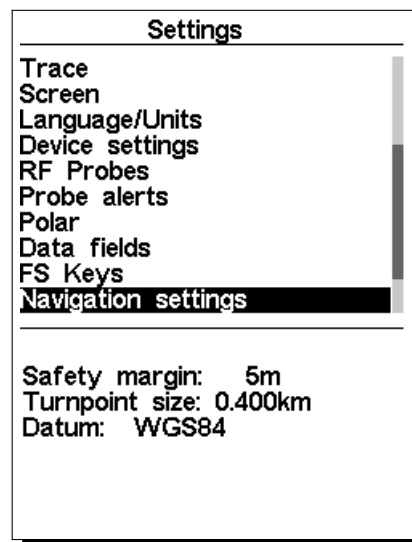 Settings
Trace
Screen
Language/Units
Device settings
RF Probes
Probe alerts
Polar
Data fields
FS Keys
Navigation settings
Safety margin: 5m
Turnpoint size: 0.400km
Datum: WGS84